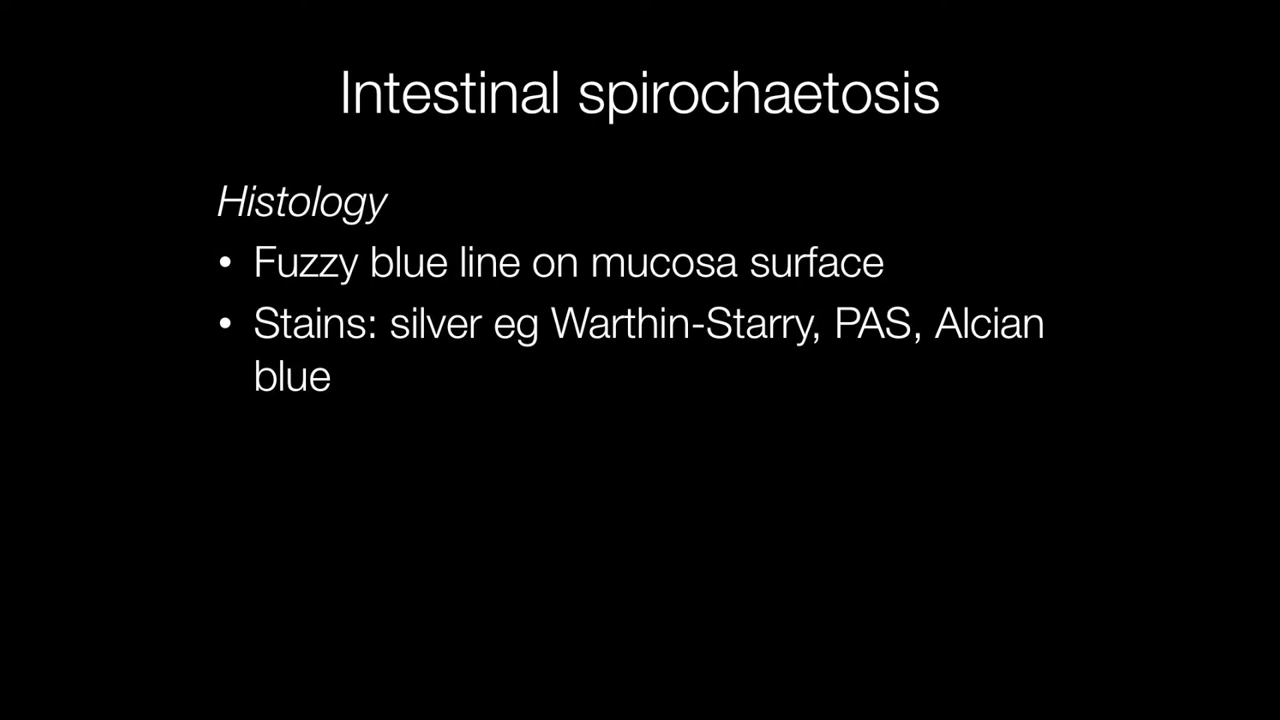 Intestinal spirochaetosis
Histology
• Fuzzy blue line on mucosa surface
• Stains: silver eg Warthin-Starry, PAS, Alcian
blue